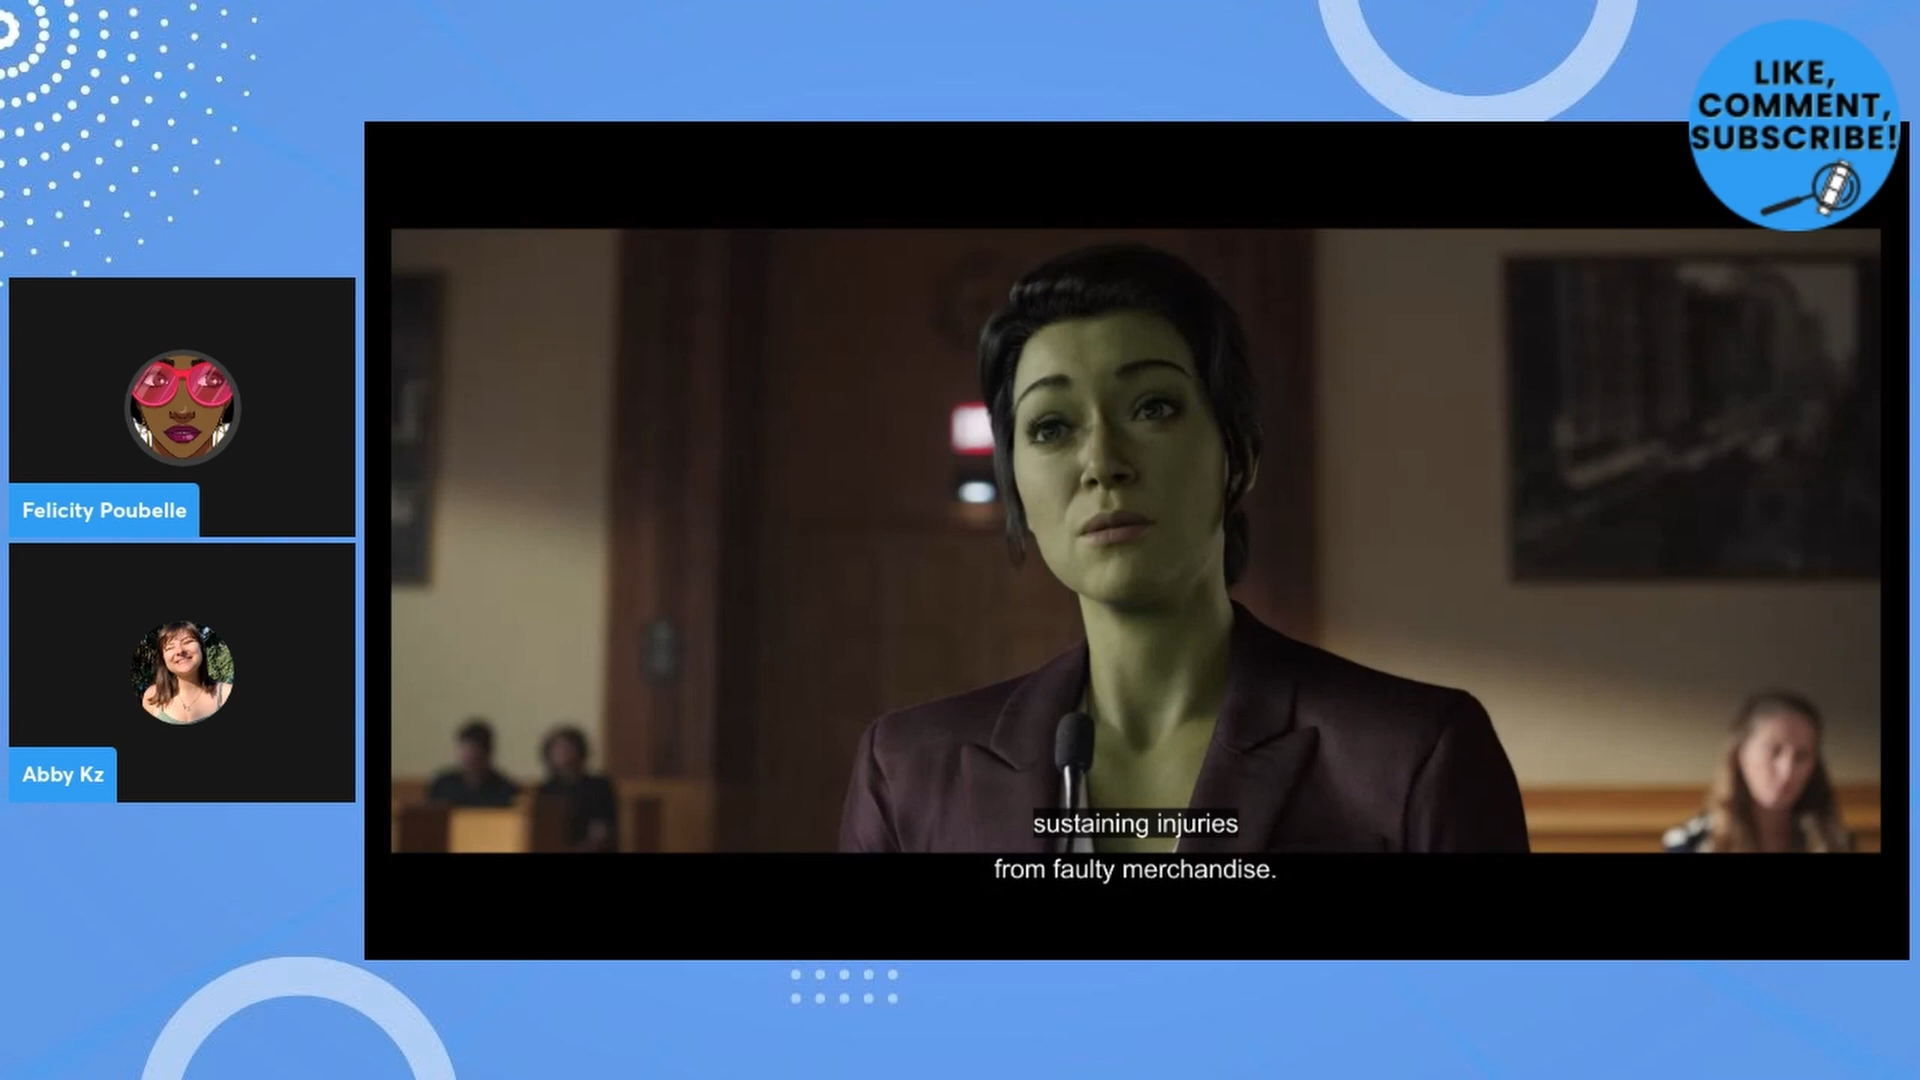 LIKE,
COMMENT,
SUBSCRIBE!
Felicity Poubelle
Abby Kz
sustaining injuries
from faulty merchandise.